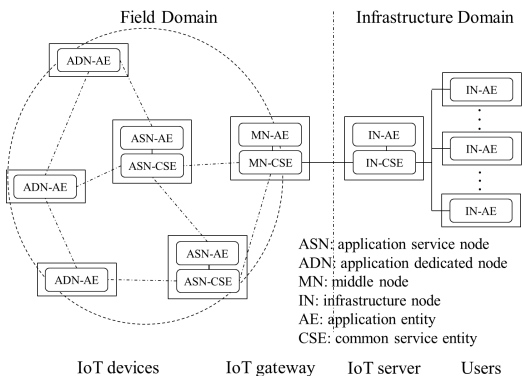 Field Domain
Infrastructure Domain
ADN-AE
ASN-AE
ASN-CSE
ADN-AE
ADN-AE
ASN-AE
ASN-CSE
MN-AE
MN-CSE
IN-AE
IN-CSE
IN-AE
IN-AE
IN-AE
ASN: application service node
ADN: application dedicated node
MN: middle node
IN: infrastructure node
AE: application entity
CSE: common service entity
IoT devices
IoT gateway
IoT server
Users